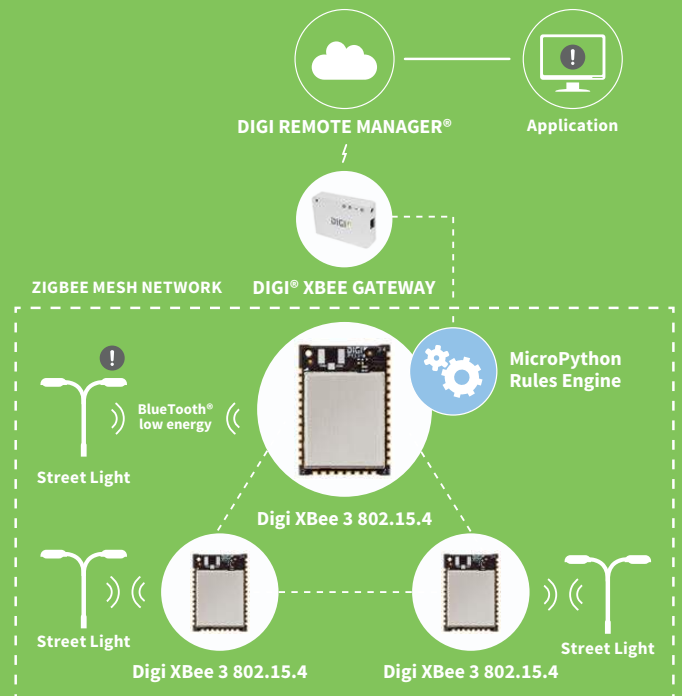 DIGI REMOTE MANAGER®
Application
DIGI
ZIGBEE MESH NETWORK
DIGI® XBEE GATEWAY
MicroPython
Rules Engine
DIGI
BlueTooth®
low energy
Street Light
Digi XBee 3 802.15.4
Street Light
Street Light
Digi XBee 3 802.15.4
Digi XBee 3 802.15.4